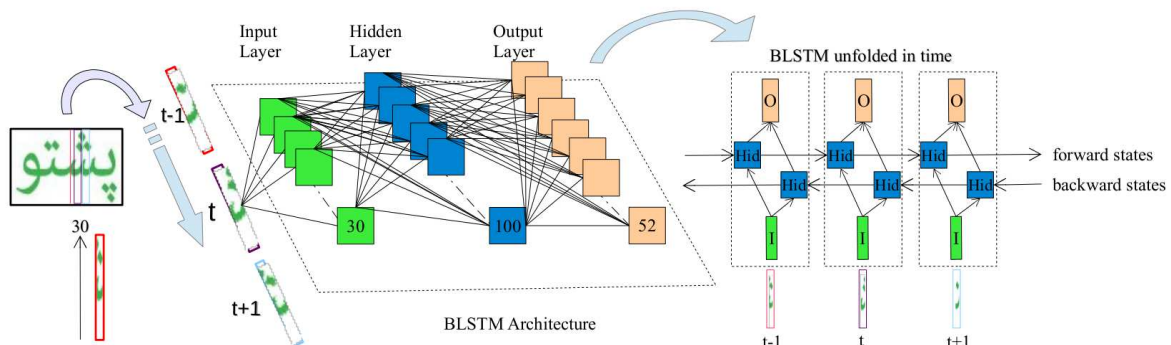 Input Layer
Hidden Layer
Output Layer
BLSTM unfolded in time
t-1
پشتو
t
t+1
30
30
100
52
BLSTM Architecture
O
O
O
Hid
Hid
Hid
forward states
Hid
Hid
Hid
backward states
I
I
I
t-1
t
t+1